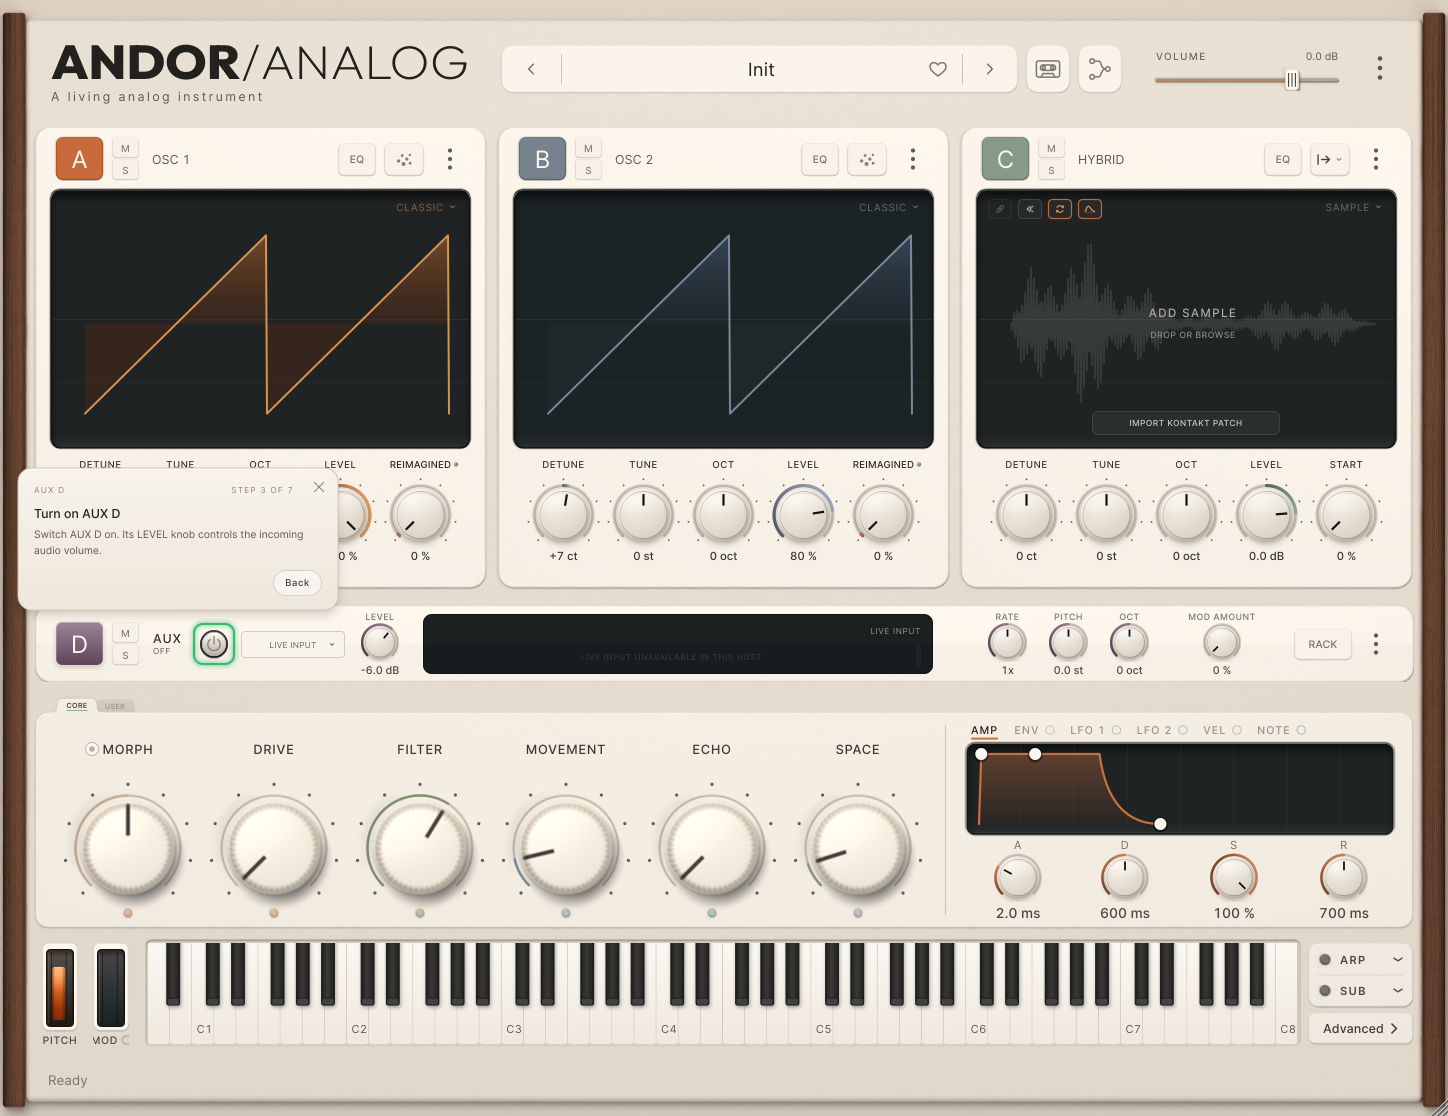 ANDOR/ANALOG
A living analog instrument
Init
VOLUME 0.0 dB
A M S OSC 1 EQ
B M S OSC 2 EQ
C M S HYBRID EQ
CLASSIC
CLASSIC
SAMPLE
ADD SAMPLE
DROP OR BROWSE
IMPORT KONTAKT PATCH
DETUNE TUNE OCT LEVEL REIMAGINED
0 % 0 %
DETUNE TUNE OCT LEVEL REIMAGINED
+7 ct 0 st 0 oct 80 % 0 %
DETUNE TUNE OCT LEVEL START
0 ct 0 st 0 oct 0.0 dB 0 %
AUX D STEP 3 OF 7
Turn on AUX D
Switch AUX D on. Its LEVEL knob controls the incoming
audio volume.
Back
D M S AUX
OFF
LIVE INPUT
LEVEL
-6.0 dB
LIVE INPUT
LIVE INPUT UNAVAILABLE IN THIS HOST
RATE PITCH OCT MOD AMOUNT
1x 0.0 st 0 oct 0 %
RACK
CORE USER
MORPH DRIVE FILTER MOVEMENT ECHO SPACE
AMP ENV LFO 1 LFO 2 VEL NOTE
A D S R
2.0 ms 600 ms 100 % 700 ms
PITCH MOD
C1 C2 C3 C4 C5 C6 C7 C8
ARP
SUB
Advanced
Ready